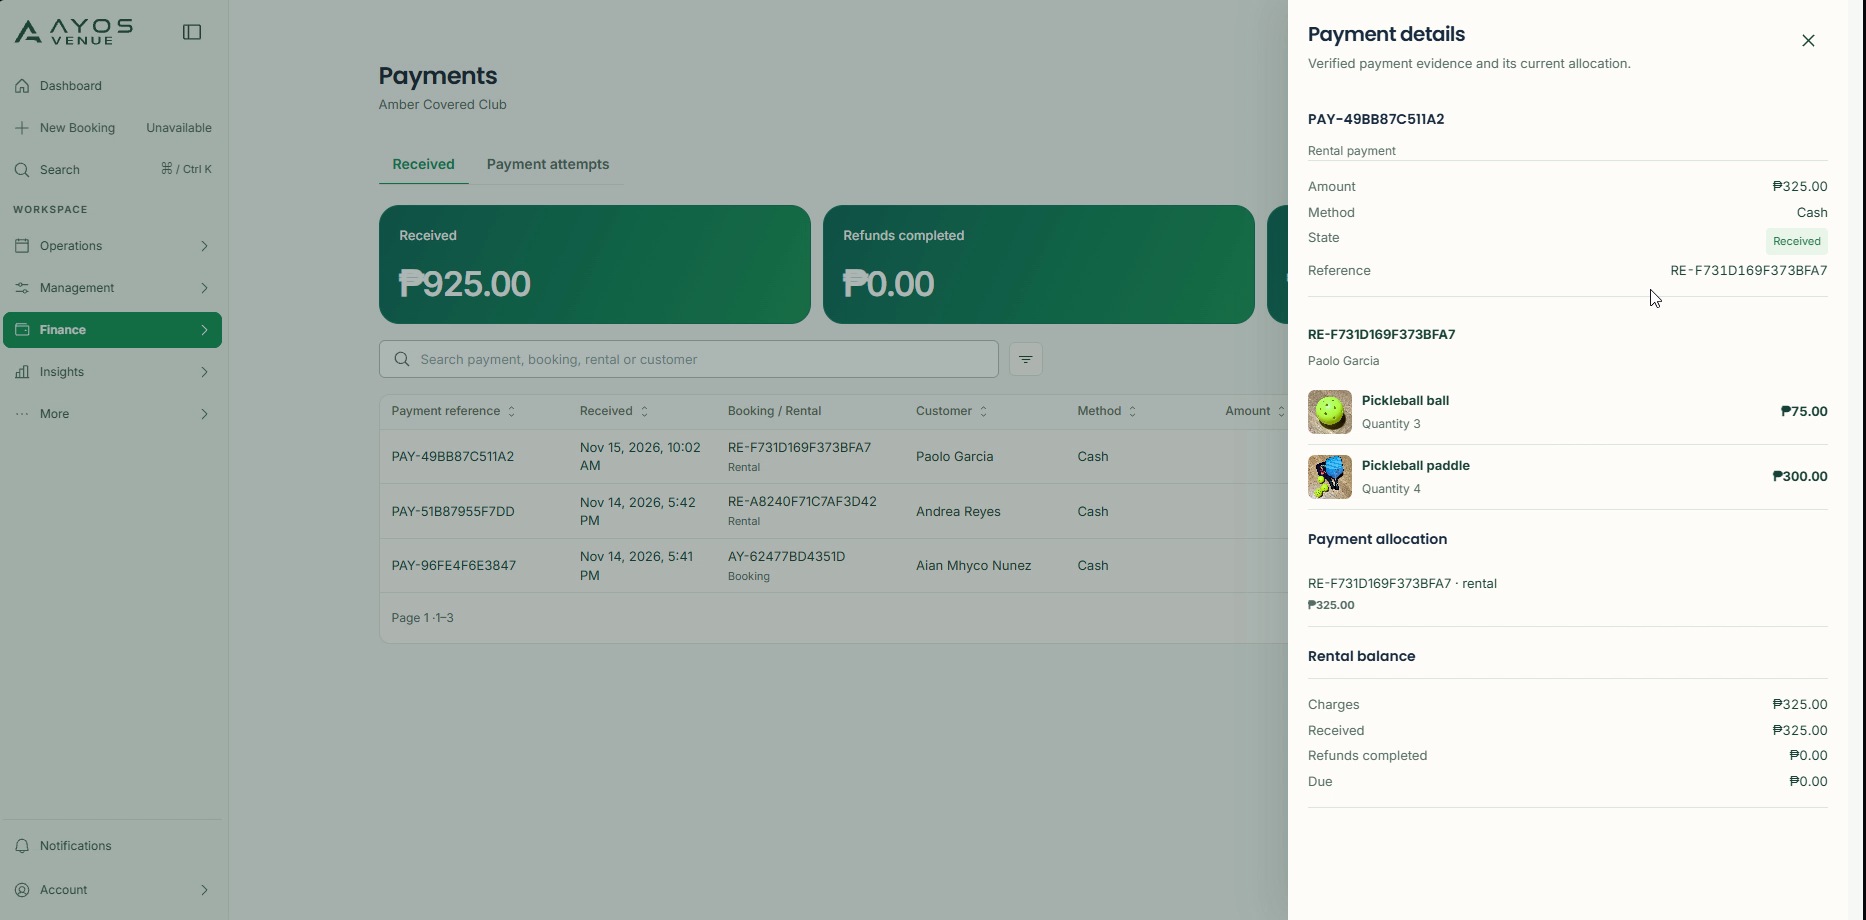 AYOS
VENUE
Dashboard
New Booking Unavailable
Search ⌘ / Ctrl K
WORKSPACE
Operations
Management
Finance
Insights
More
Notifications
Account
Payments
Amber Covered Club
Received Payment attempts
Received
₱925.00
Refunds completed
₱0.00
Search payment, booking, rental or customer
Payment reference Received Booking / Rental Customer Method Amount
PAY-49BB87C511A2 Nov 15, 2026, 10:02 AM RE-F731D169F373BFA7 Rental Paolo Garcia Cash
PAY-51B87955F7DD Nov 14, 2026, 5:42 PM RE-A8240F71C7AF3D42 Rental Andrea Reyes Cash
PAY-96FE4F6E3847 Nov 14, 2026, 5:41 PM AY-62477BD4351D Booking Aian Mhyco Nunez Cash
Page 1 ·1–3
Payment details
Verified payment evidence and its current allocation.
PAY-49BB87C511A2
Rental payment
Amount ₱325.00
Method Cash
State Received
Reference RE-F731D169F373BFA7
RE-F731D169F373BFA7
Paolo Garcia
Pickleball ball
Quantity 3
₱75.00
Pickleball paddle
Quantity 4
₱300.00
Payment allocation
RE-F731D169F373BFA7 · rental
₱325.00
Rental balance
Charges ₱325.00
Received ₱325.00
Refunds completed ₱0.00
Due ₱0.00